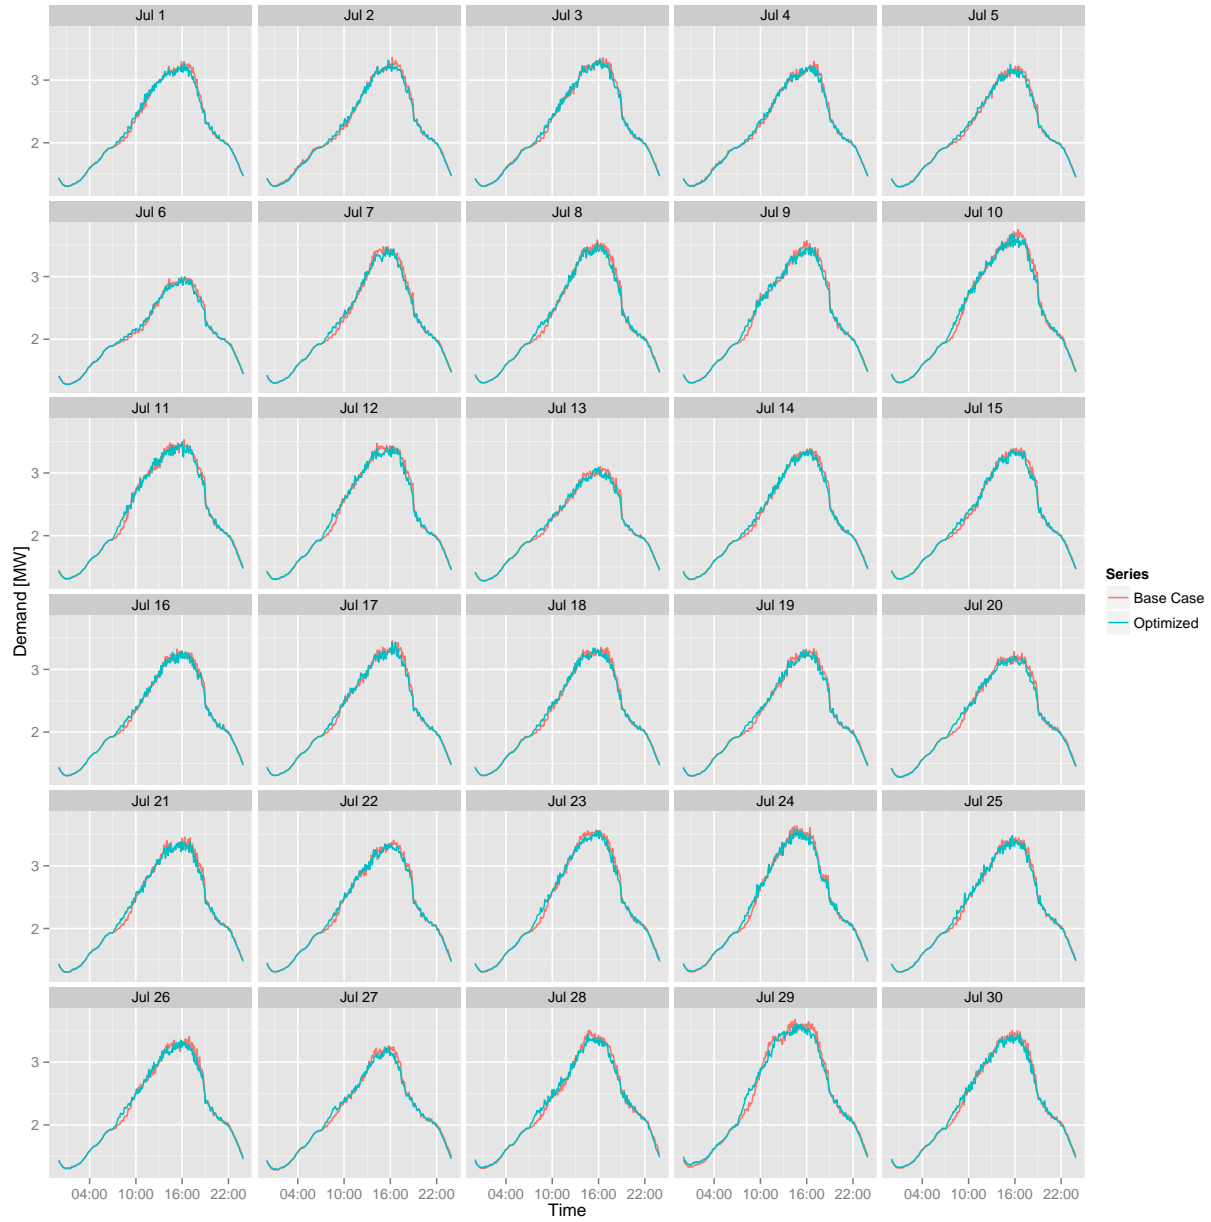 Jul 1 Jul 2 Jul 3 Jul 4 Jul 5
3
2
Jul 6 Jul 7 Jul 8 Jul 9 Jul 10
3
2
Jul 11 Jul 12 Jul 13 Jul 14 Jul 15
3
2
Demand [MW]
Jul 16 Jul 17 Jul 18 Jul 19 Jul 20
3
2
Jul 21 Jul 22 Jul 23 Jul 24 Jul 25
3
2
Jul 26 Jul 27 Jul 28 Jul 29 Jul 30
3
2
04:00 10:00 16:00 22:00 04:00 10:00 16:00 22:00 04:00 10:00 16:00 22:00 04:00 10:00 16:00 22:00 04:00 10:00 16:00 22:00
Time
Series
Base Case
Optimized